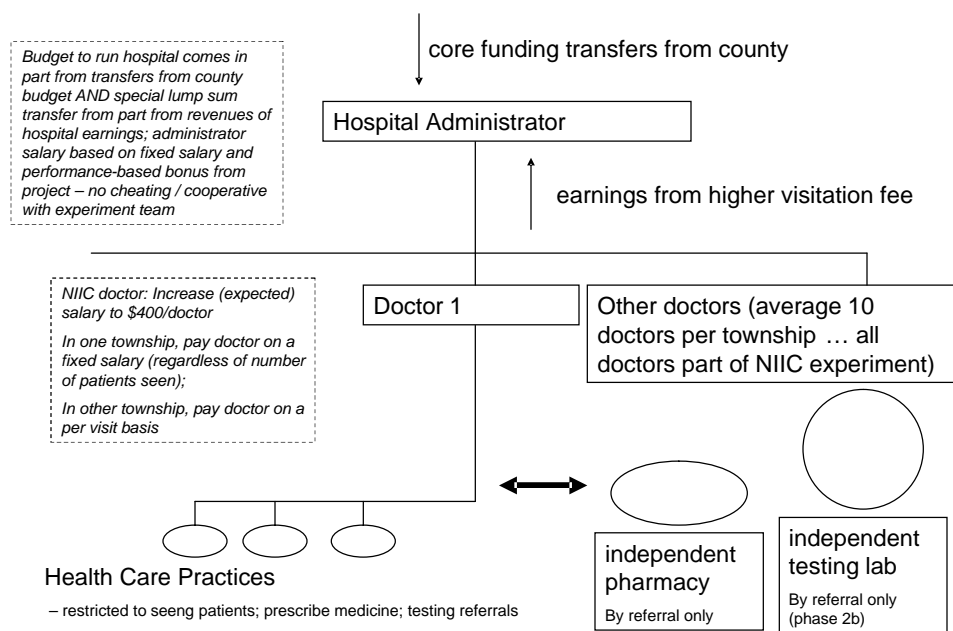 core funding transfers from county
Budget to run hospital comes in
part from transfers from county
budget AND special lump sum
transfer from part from revenues of
hospital earnings; administrator
salary based on fixed salary and
performance-based bonus from
project – no cheating / cooperative
with experiment team
Hospital Administrator
earnings from higher visitation fee
NIIC doctor: Increase (expected)
salary to $400/doctor
In one township, pay doctor on a
fixed salary (regardless of number
of patients seen);
In other township, pay doctor on a
per visit basis
Doctor 1
Other doctors (average 10
doctors per township … all
doctors part of NIIC experiment)
Health Care Practices
– restricted to seeng patients; prescribe medicine; testing referrals
independent
pharmacy
By referral only
independent
testing lab
By referral only
(phase 2b)